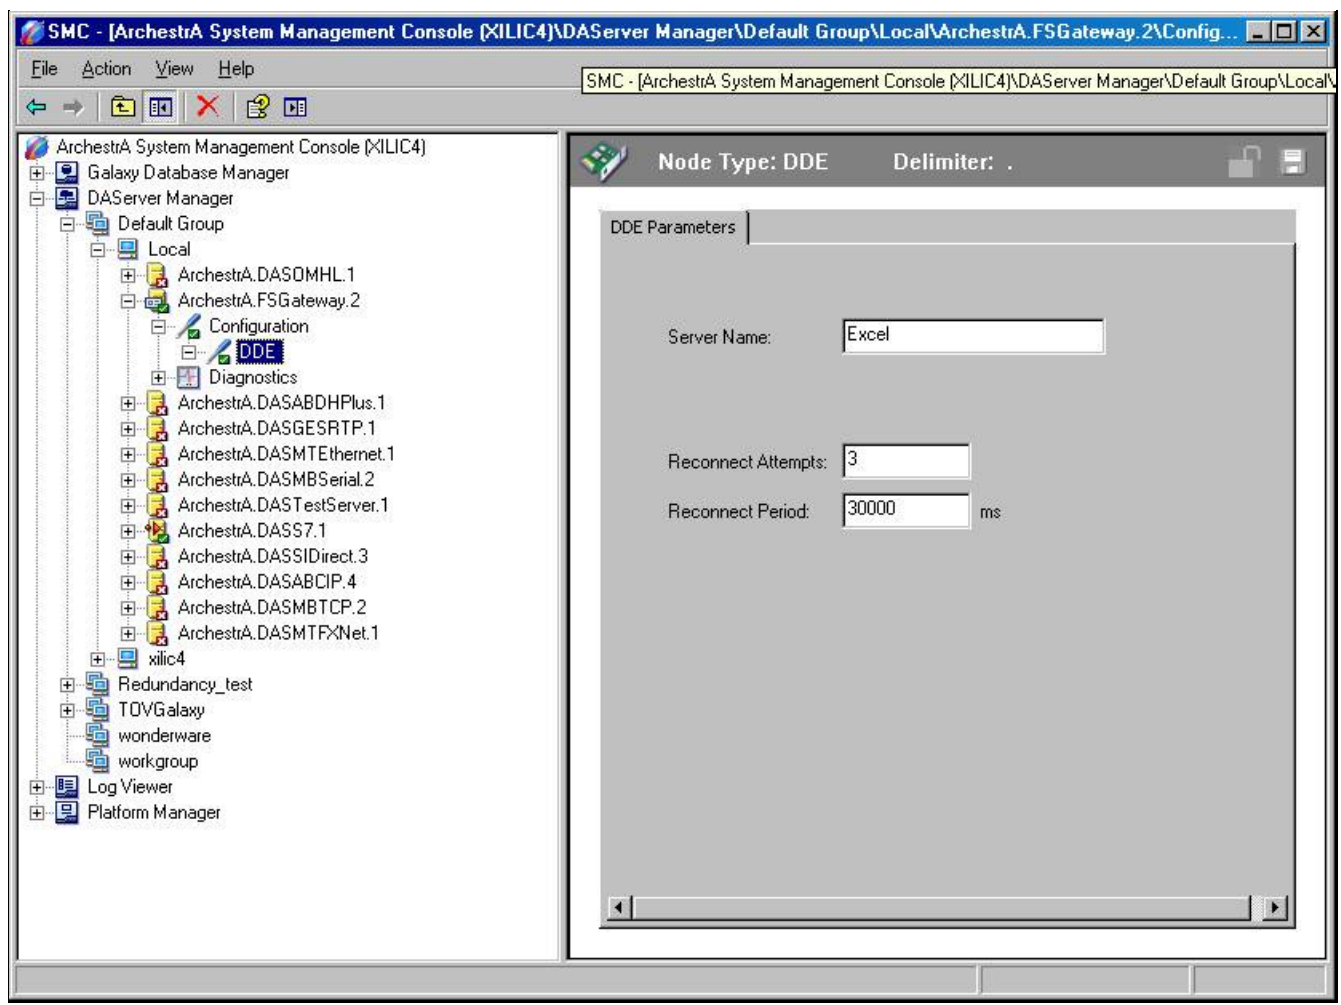 SMC - [ArchestrA System Management Console (XILIC4)\DAServer Manager\Default Group\Local\ArchestrA.FSGateway.2\Config...
File Action View Help
SMC - [ArchestrA System Management Console (XILIC4)\DAServer Manager\Default Group\Local\
ArchestrA System Management Console (XILIC4)
Galaxy Database Manager
DAServer Manager
Default Group
Local
ArchestrA.DASOMHL.1
ArchestrA.FSGateway.2
Configuration
DDE
Diagnostics
ArchestrA.DASABDHPlus.1
ArchestrA.DASGESRTP.1
ArchestrA.DASMTEthernet.1
ArchestrA.DASMBSerial.2
ArchestrA.DASTestServer.1
ArchestrA.DASS7.1
ArchestrA.DASSIDirect.3
ArchestrA.DASABCIP.4
ArchestrA.DASMBTCP.2
ArchestrA.DASMTFXNet.1
xilic4
Redundancy_test
TOVGalaxy
wonderware
workgroup
Log Viewer
Platform Manager
Node Type: DDE Delimiter: .
DDE Parameters
Server Name: Excel
Reconnect Attempts: 3
Reconnect Period: 30000 ms